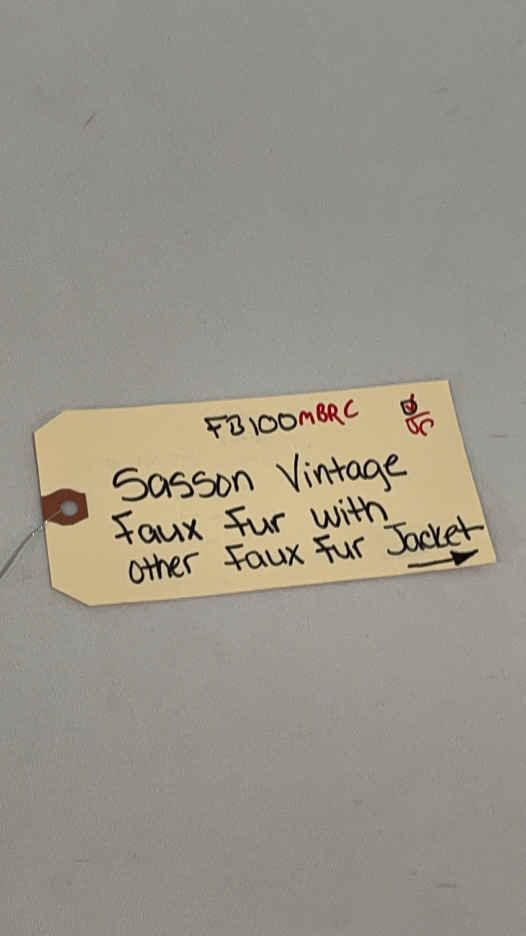 FB100MBRC
Sasson Vintage
Faux Fur with
other Faux Fur Jacket